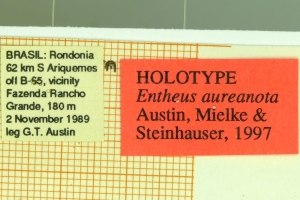 BRASIL: Rondonia
62 km S Ariquemes
off B-65, vicinity
Fazenda Rancho
Grande, 180 m
2 November 1989
leg G.T. Austin
HOLOTYPE
Entheus aureanota
Austin, Mielke &
Steinhauser, 1997